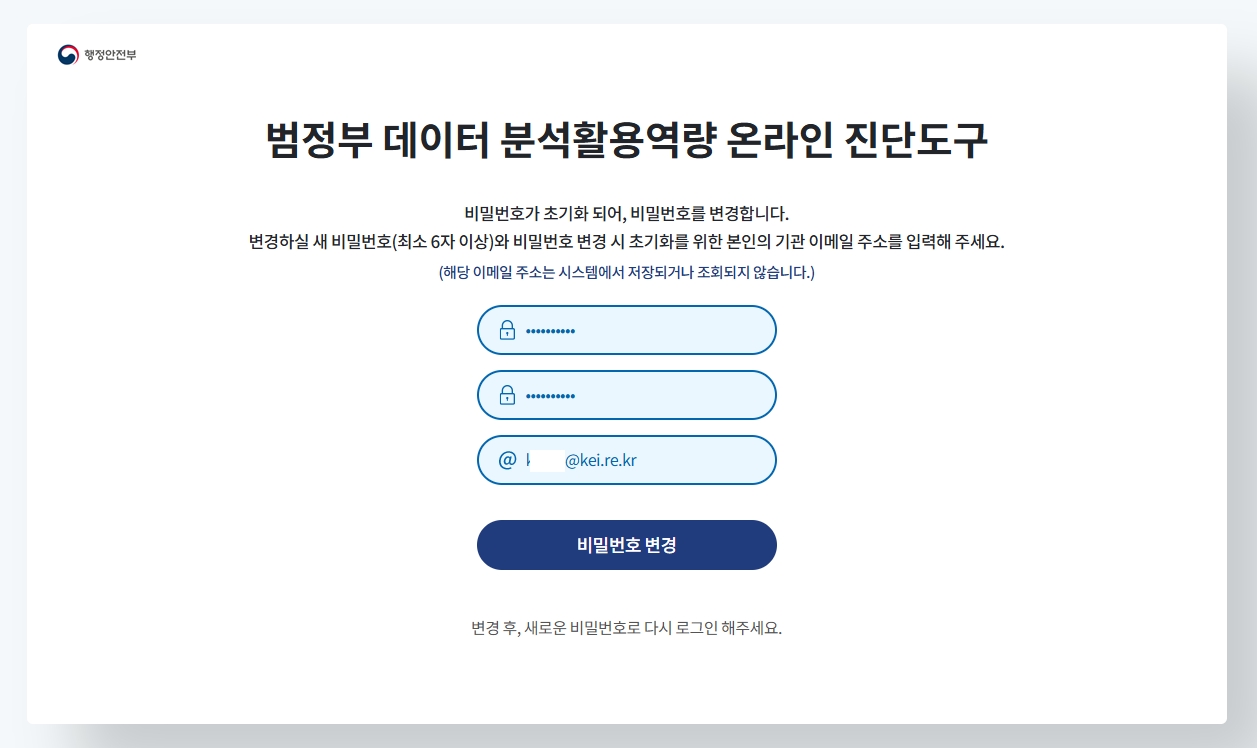 행정안전부
범정부 데이터 분석활용역량 온라인 진단도구
비밀번호가 초기화 되어, 비밀번호를 변경합니다.
변경하실 새 비밀번호(최소 6자 이상)와 비밀번호 변경 시 초기화를 위한 본인의 기관 이메일 주소를 입력해 주세요.
(해당 이메일 주소는 시스템에서 저장되거나 조회되지 않습니다.)
••••••••••
••••••••••
@ @kei.re.kr
비밀번호 변경
변경 후, 새로운 비밀번호로 다시 로그인 해주세요.